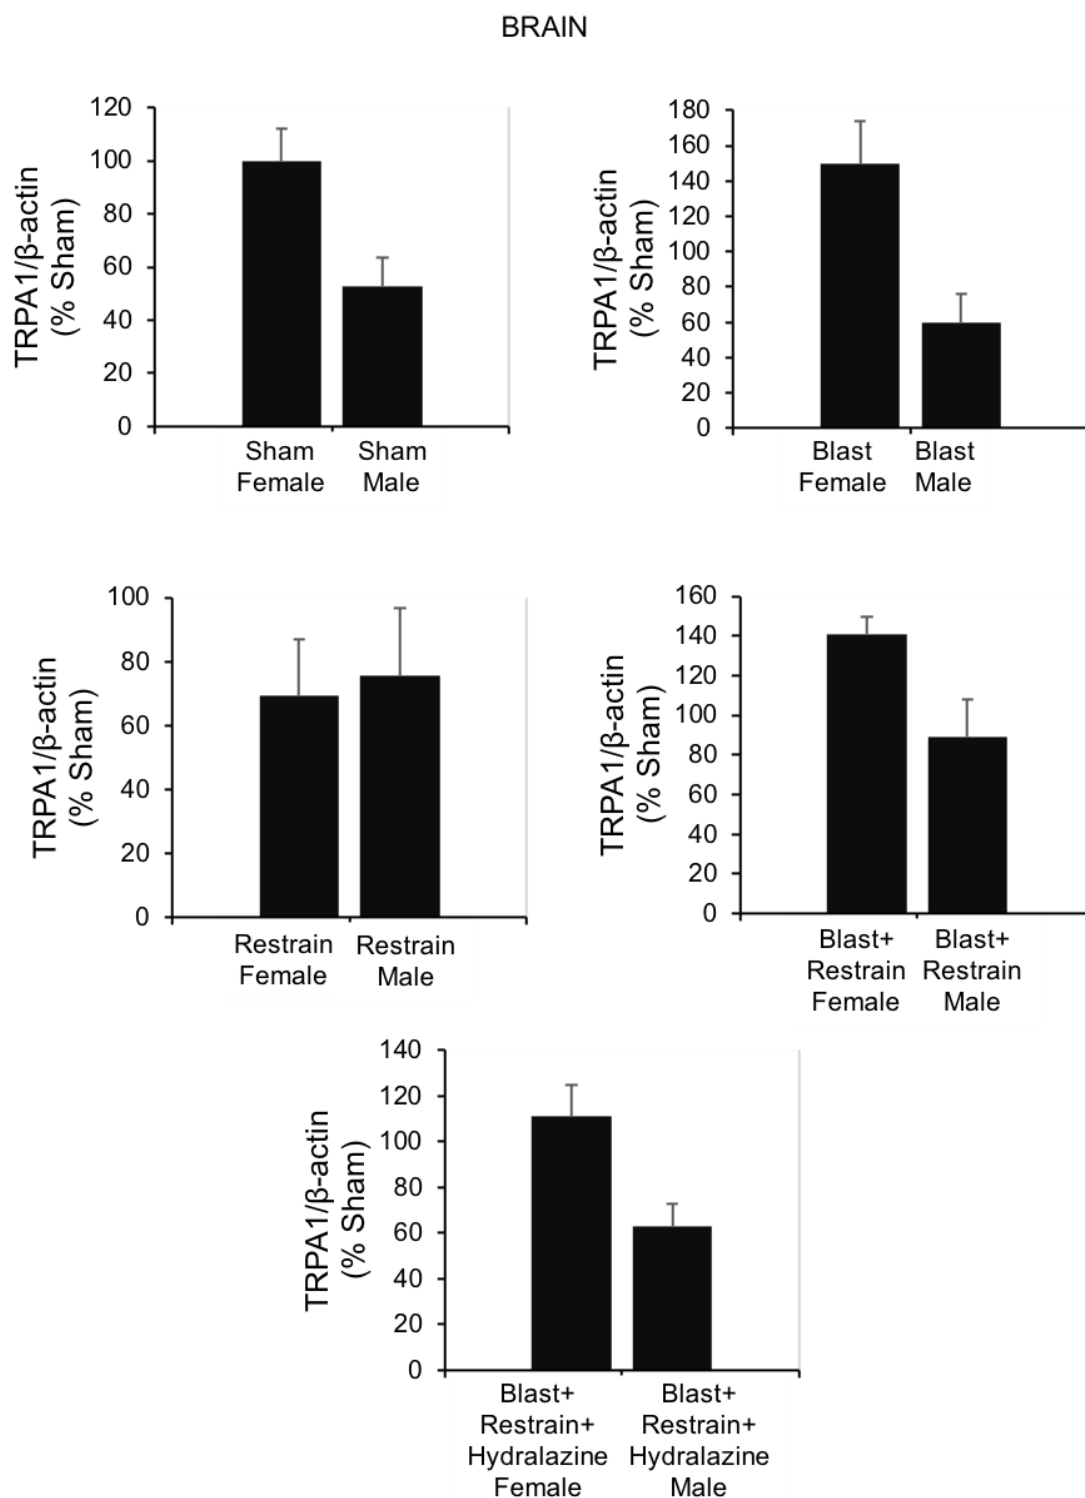 BRAIN
TRPA1/β-actin
(% Sham)
120
100
80
60
40
20
0
Sham
Female
Sham
Male
TRPA1/β-actin
(% Sham)
180
160
140
120
100
80
60
40
20
0
Blast
Female
Blast
Male
TRPA1/β-actin
(% Sham)
100
80
60
40
20
0
Restrain
Female
Restrain
Male
TRPA1/β-actin
(% Sham)
160
140
120
100
80
60
40
20
0
Blast+
Restrain
Female
Blast+
Restrain
Male
TRPA1/β-actin
(% Sham)
140
120
100
80
60
40
20
0
Blast+
Restrain+
Hydralazine
Female
Blast+
Restrain+
Hydralazine
Male